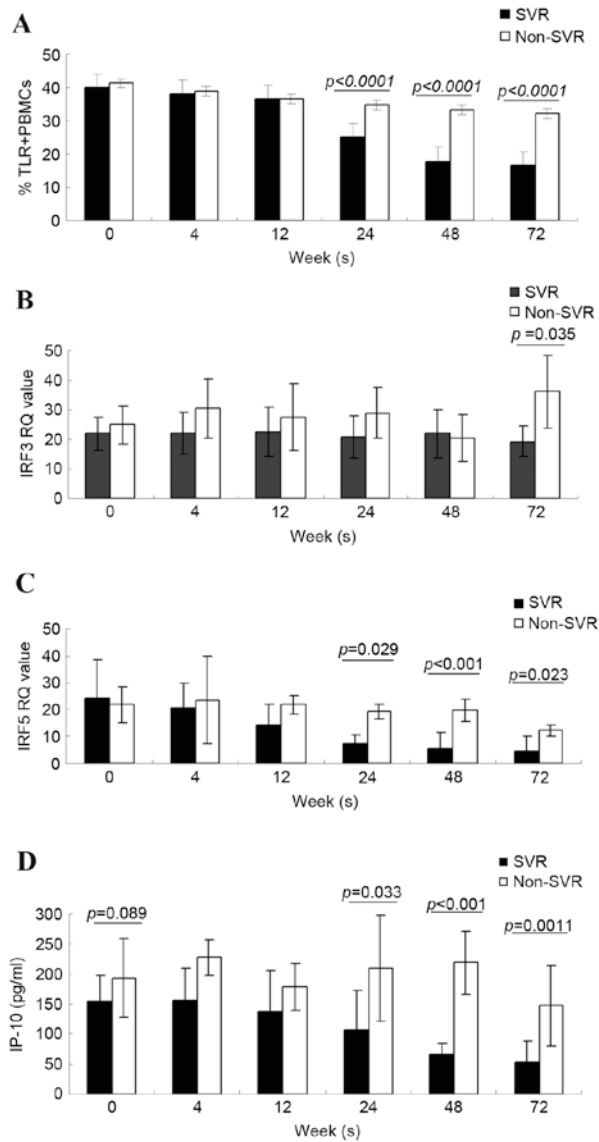 A
SVR
Non-SVR
% TLR+PBMCs
50
40
30
20
10
0
p<0.0001
p<0.0001
p<0.0001
0 4 12 24 48 72
Week (s)
B
SVR
Non-SVR
p =0.035
IRF3 RQ value
50
40
30
20
10
0
0 4 12 24 48 72
Week (s)
C
SVR
Non-SVR
IRF5 RQ value
50
40
30
20
10
0
p=0.029
p<0.001
p=0.023
0 4 12 24 48 72
Week (s)
D
SVR
Non-SVR
IP-10 (pg/ml)
300
250
200
150
100
50
0
p=0.089
p=0.033
p<0.001
p=0.0011
0 4 12 24 48 72
Week (s)